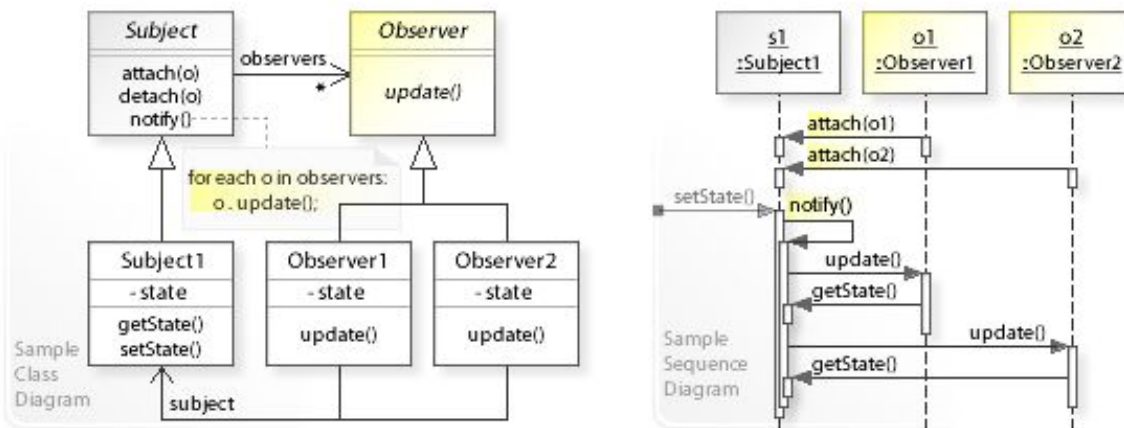 Subject
attach(o)
detach(o)
notify()
observers
*
Observer
update()
for each o in observers:
o . update();
Subject1
- state
getState()
setState()
Observer1
- state
update()
Observer2
- state
update()
subject
Sample
Class
Diagram
s1
:Subject1
o1
:Observer1
o2
:Observer2
attach(o1)
attach(o2)
setState()
notify()
update()
getState()
update()
getState()
Sample
Sequence
Diagram